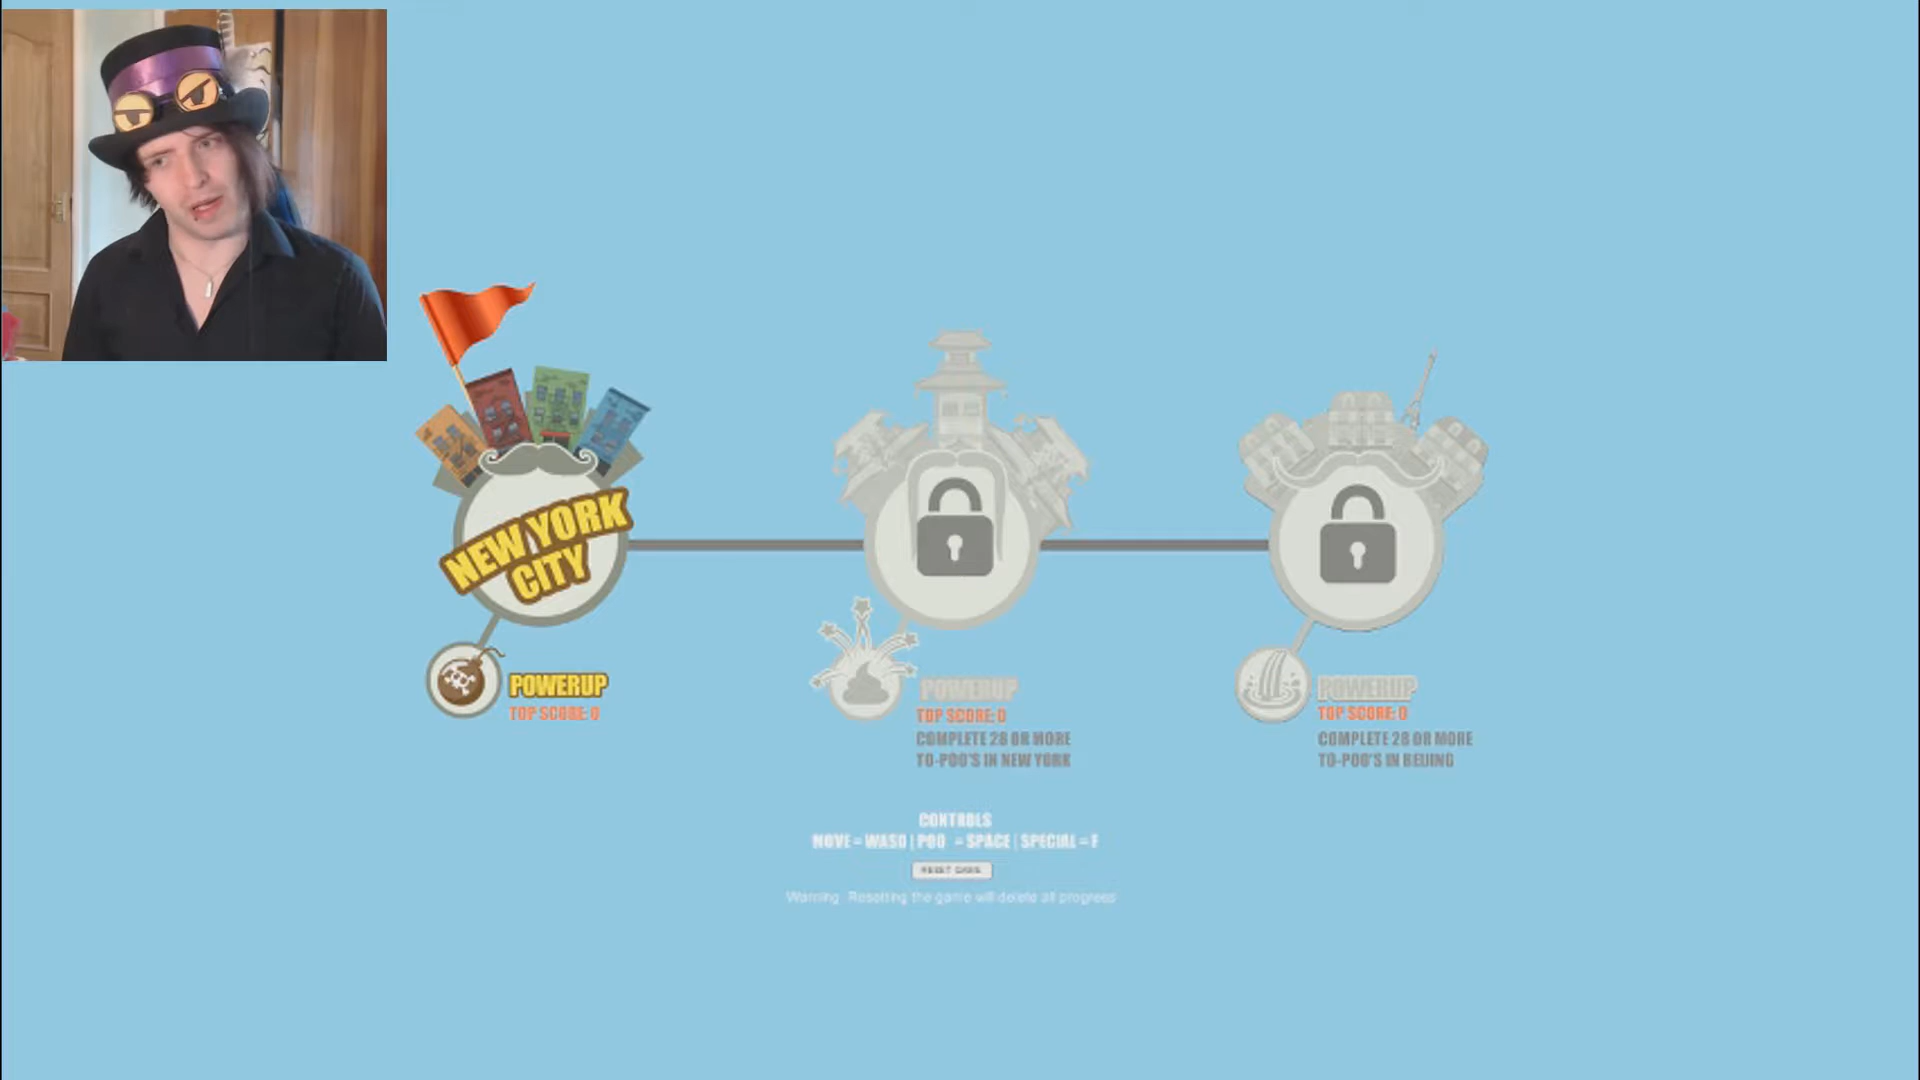 NEW YORK
CITY
POWERUP
TOP SCORE: 0
POWERUP
TOP SCORE: 0
COMPLETE 28 OR MORE
TO-POO'S IN NEW YORK
POWERUP
TOP SCORE: 0
COMPLETE 28 OR MORE
TO-POO'S IN BEIJING
CONTROLS
MOVE = WASD | POO = SPACE | SPECIAL = F
RESET GAME
Warning Resetting the game will delete all progress